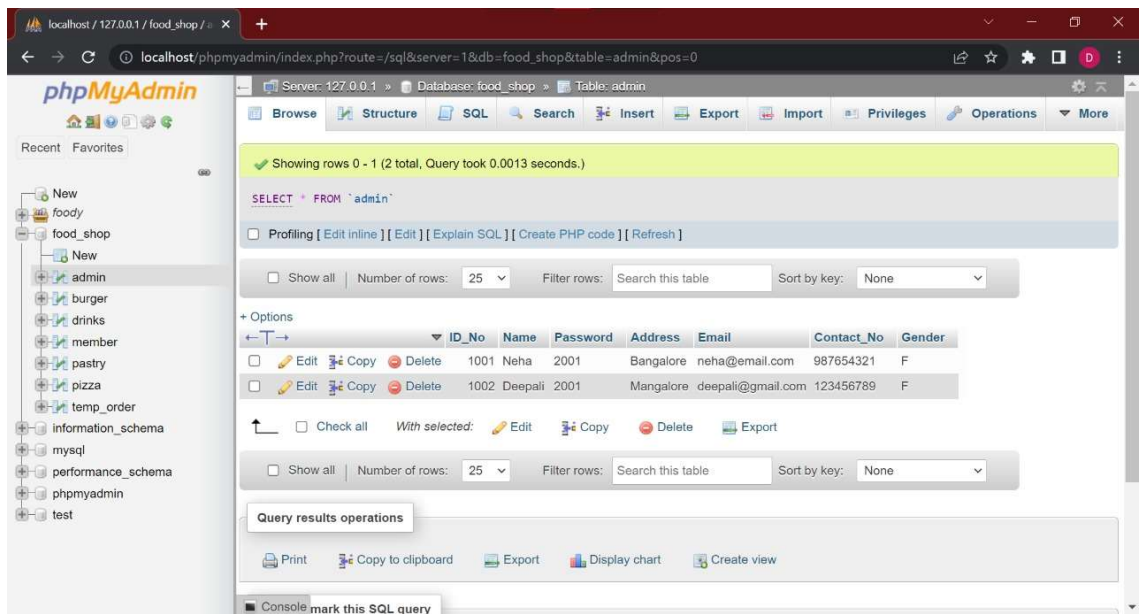 localhost / 127.0.0.1 / food_shop / a
localhost/phpmyadmin/index.php?route=/sql&server=1&db=food_shop&table=admin&pos=0
D
phpMyAdmin
Recent Favorites
New
foody
food_shop
New
admin
burger
drinks
member
pastry
pizza
temp_order
information_schema
mysql
performance_schema
phpmyadmin
test
Server: 127.0.0.1 » Database: food_shop » Table: admin
Browse Structure SQL Search Insert Export Import Privileges Operations More
Showing rows 0 - 1 (2 total, Query took 0.0013 seconds.)
SELECT * FROM `admin`
Profiling [ Edit inline ] [ Edit ] [ Explain SQL ] [ Create PHP code ] [ Refresh ]
Show all | Number of rows: 25 Filter rows: Search this table Sort by key: None
+ Options
←T→ ID_No Name Password Address Email Contact_No Gender
Edit Copy Delete 1001 Neha 2001 Bangalore neha@email.com 987654321 F
Edit Copy Delete 1002 Deepali 2001 Mangalore deepali@gmail.com 123456789 F
Check all With selected: Edit Copy Delete Export
Show all | Number of rows: 25 Filter rows: Search this table Sort by key: None
Query results operations
Print Copy to clipboard Export Display chart Create view
Console mark this SQL query